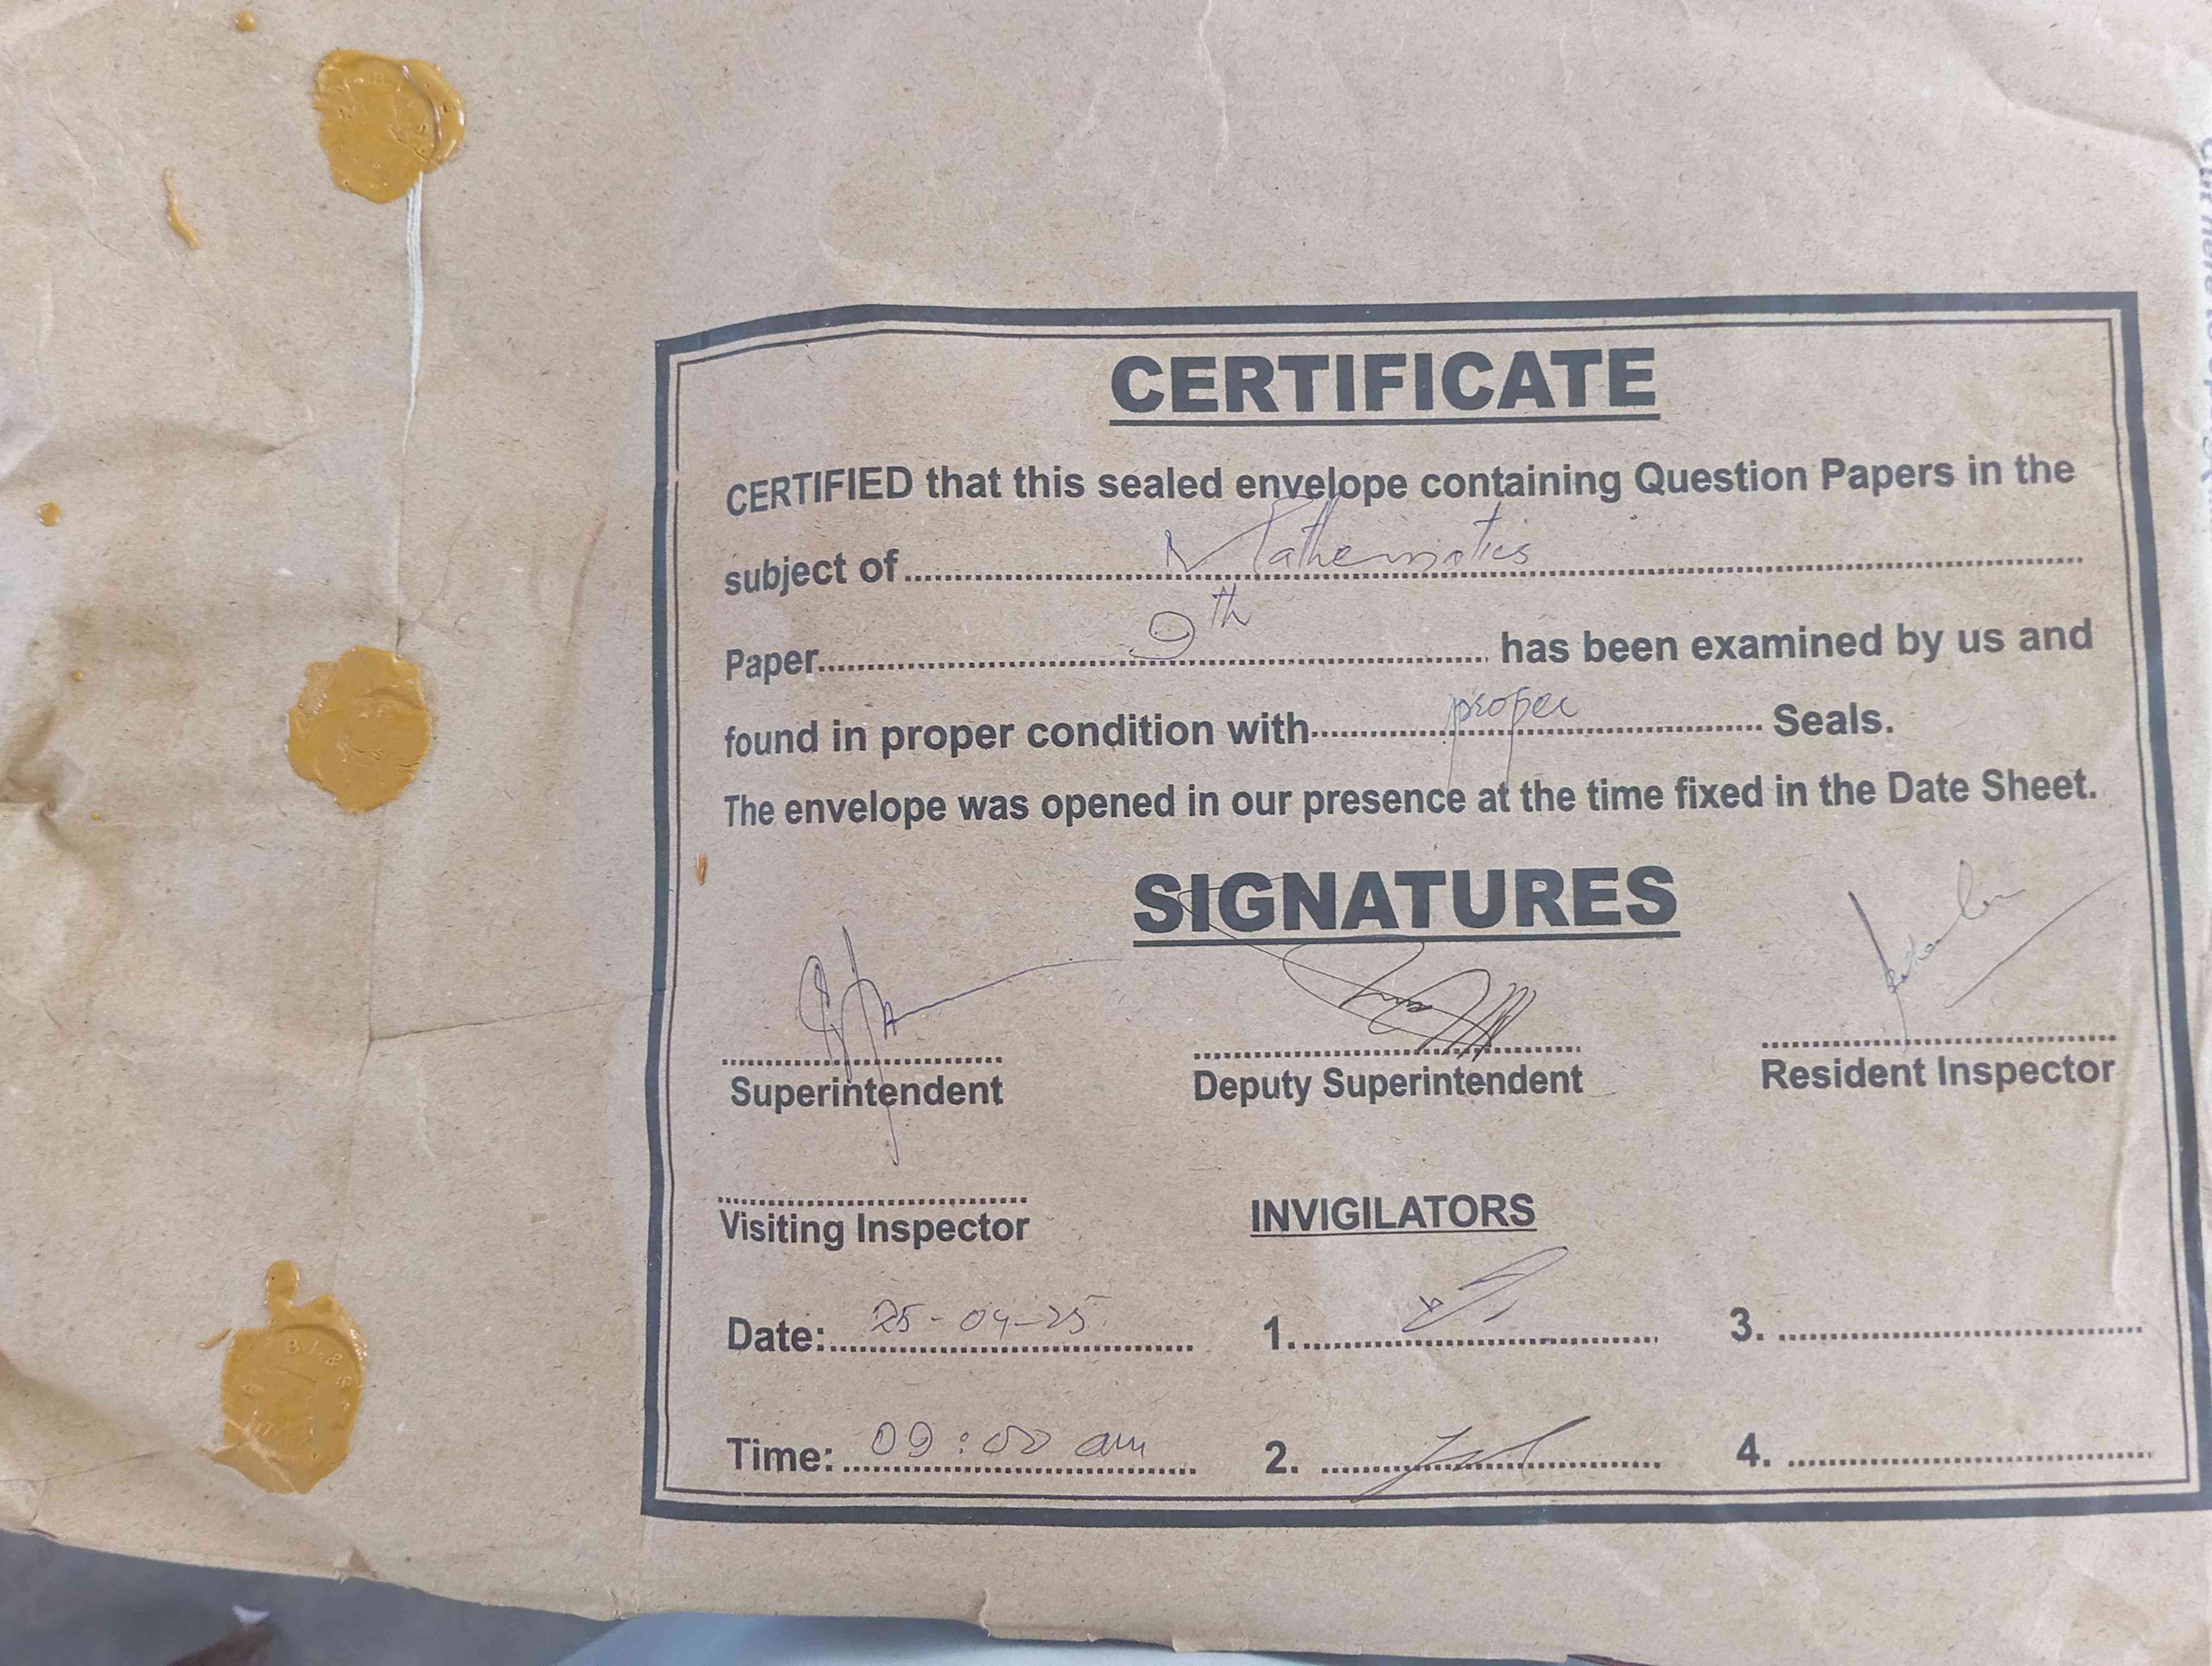 CERTIFICATE
CERTIFIED that this sealed envelope containing Question Papers in the
subject of Mathematics
Paper 9th has been examined by us and
found in proper condition with proper Seals.
The envelope was opened in our presence at the time fixed in the Date Sheet.
SIGNATURES
Superintendent
Deputy Superintendent
Resident Inspector
Visiting Inspector
INVIGILATORS
Date: 25-04-25
1.
3.
Time: 09:00 am
2.
4.